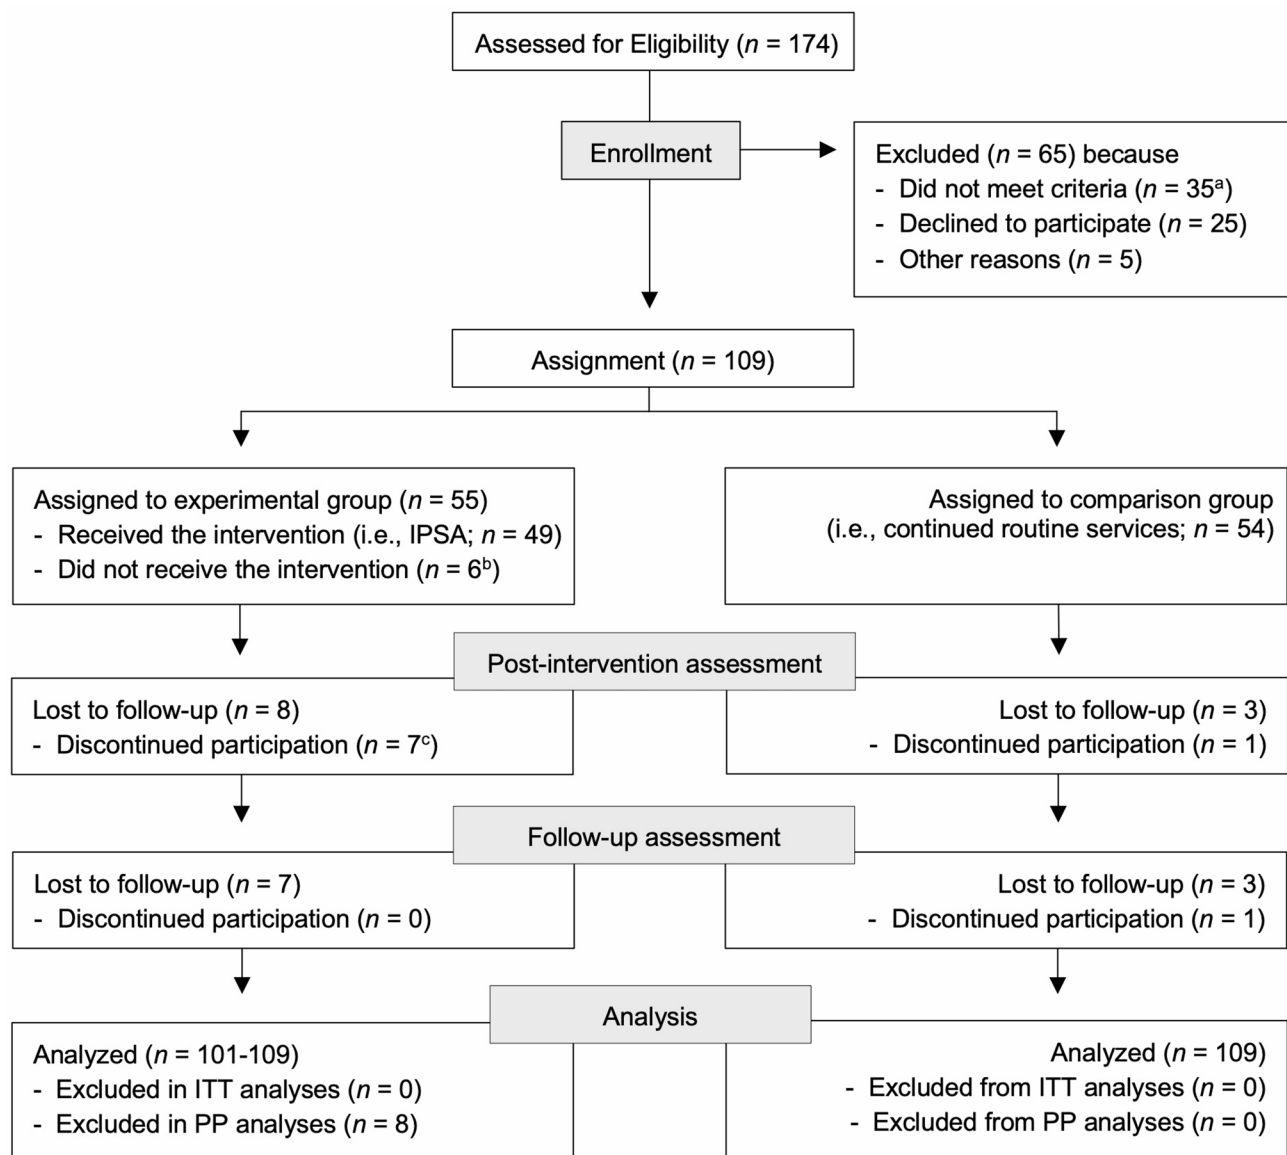 Assessed for Eligibility (n = 174)
Enrollment
Excluded (n = 65) because
- Did not meet criteria (n = 35ᵃ)
- Declined to participate (n = 25)
- Other reasons (n = 5)
Assignment (n = 109)
Assigned to experimental group (n = 55)
- Received the intervention (i.e., IPSA; n = 49)
- Did not receive the intervention (n = 6ᵇ)
Assigned to comparison group
(i.e., continued routine services; n = 54)
Post-intervention assessment
Lost to follow-up (n = 8)
- Discontinued participation (n = 7ᶜ)
Lost to follow-up (n = 3)
- Discontinued participation (n = 1)
Follow-up assessment
Lost to follow-up (n = 7)
- Discontinued participation (n = 0)
Lost to follow-up (n = 3)
- Discontinued participation (n = 1)
Analysis
Analyzed (n = 101-109)
- Excluded in ITT analyses (n = 0)
- Excluded in PP analyses (n = 8)
Analyzed (n = 109)
- Excluded from ITT analyses (n = 0)
- Excluded from PP analyses (n = 0)